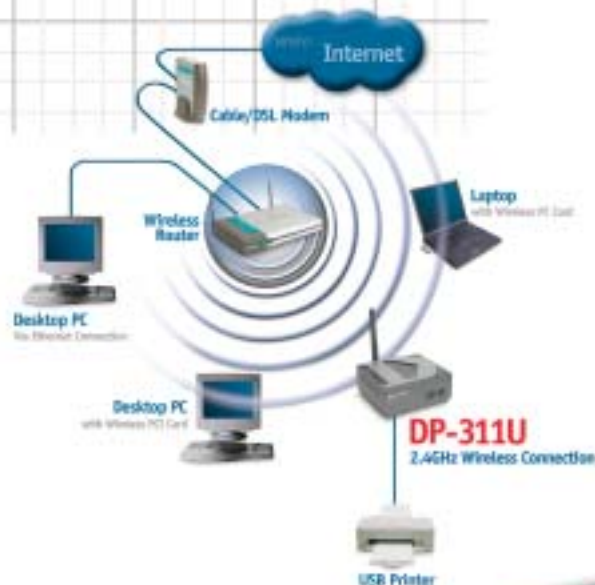 Internet
Cable/DSL Modem
Wireless
Router
Laptop
with Wireless PC Card
Desktop PC
Via Ethernet Connection
Desktop PC
with Wireless PCI Card
DP-311U
2.4GHz Wireless Connection
USB Printer